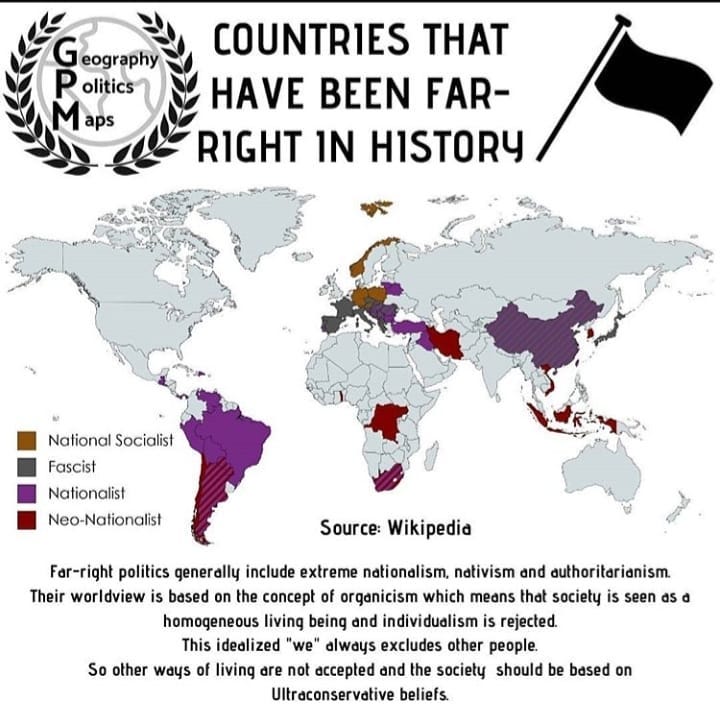 Geography
Politics
Maps
COUNTRIES THAT
HAVE BEEN FAR-
RIGHT IN HISTORY
National Socialist
Fascist
Nationalist
Neo-Nationalist
Source: Wikipedia
Far-right politics generally include extreme nationalism, nativism and authoritarianism.
Their worldview is based on the concept of organicism which means that society is seen as a
homogeneous living being and individualism is rejected.
This idealized "we" always excludes other people.
So other ways of living are not accepted and the society should be based on
Ultraconservative beliefs.